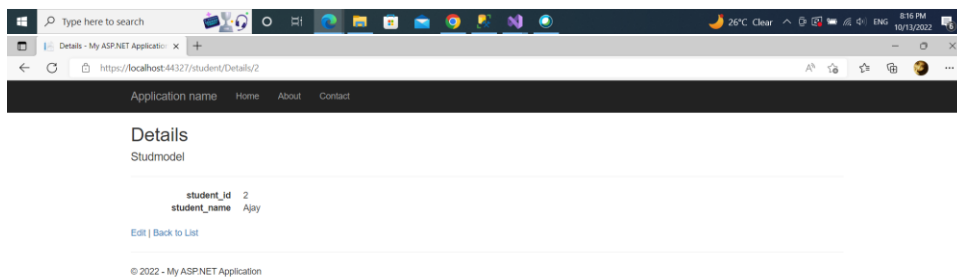 Type here to search
26°C Clear
ENG
8:16 PM
10/13/2022
6
Details - My ASP.NET Applicatio
https://localhost:44327/student/Details/2
Application name Home About Contact
Details
Studmodel
student_id 2
student_name Ajay
Edit | Back to List
© 2022 - My ASP.NET Application